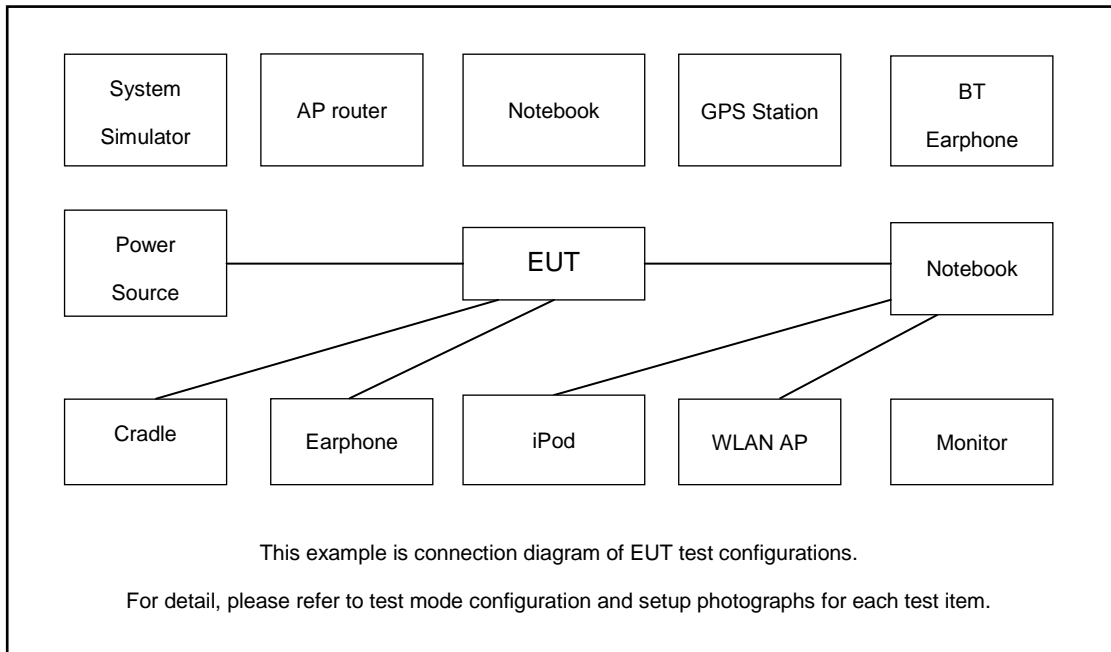 System
Simulator
AP router
Notebook
GPS Station
BT
Earphone
Power
Source
EUT
Notebook
Cradle
Earphone
iPod
WLAN AP
Monitor
This example is connection diagram of EUT test configurations.
For detail, please refer to test mode configuration and setup photographs for each test item.